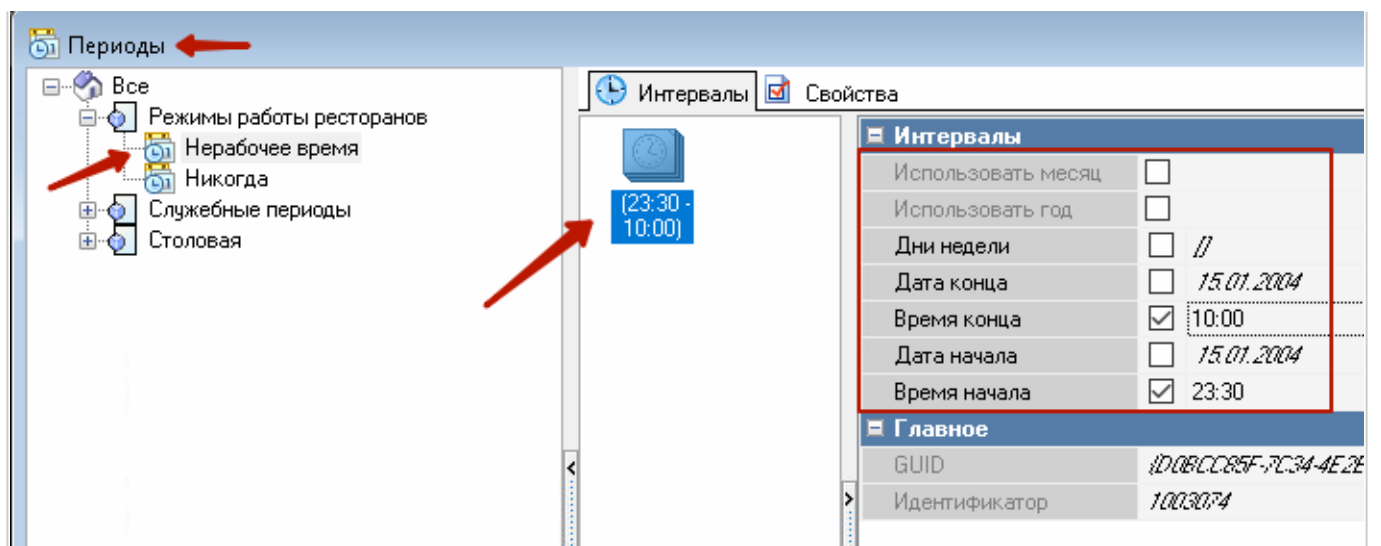 Периоды
Все
Режимы работы ресторанов
Нерабочее время
Никогда
Служебные периоды
Столовая
Интервалы
Свойства
(23:30 -
10:00)
Интервалы
Использовать месяц
Использовать год
Дни недели []
Дата конца 15.01.2004
Время конца 10:00
Дата начала 15.01.2004
Время начала 23:30
Главное
GUID {D0BCC85F-7C34-4E2E
Идентификатор 1003074